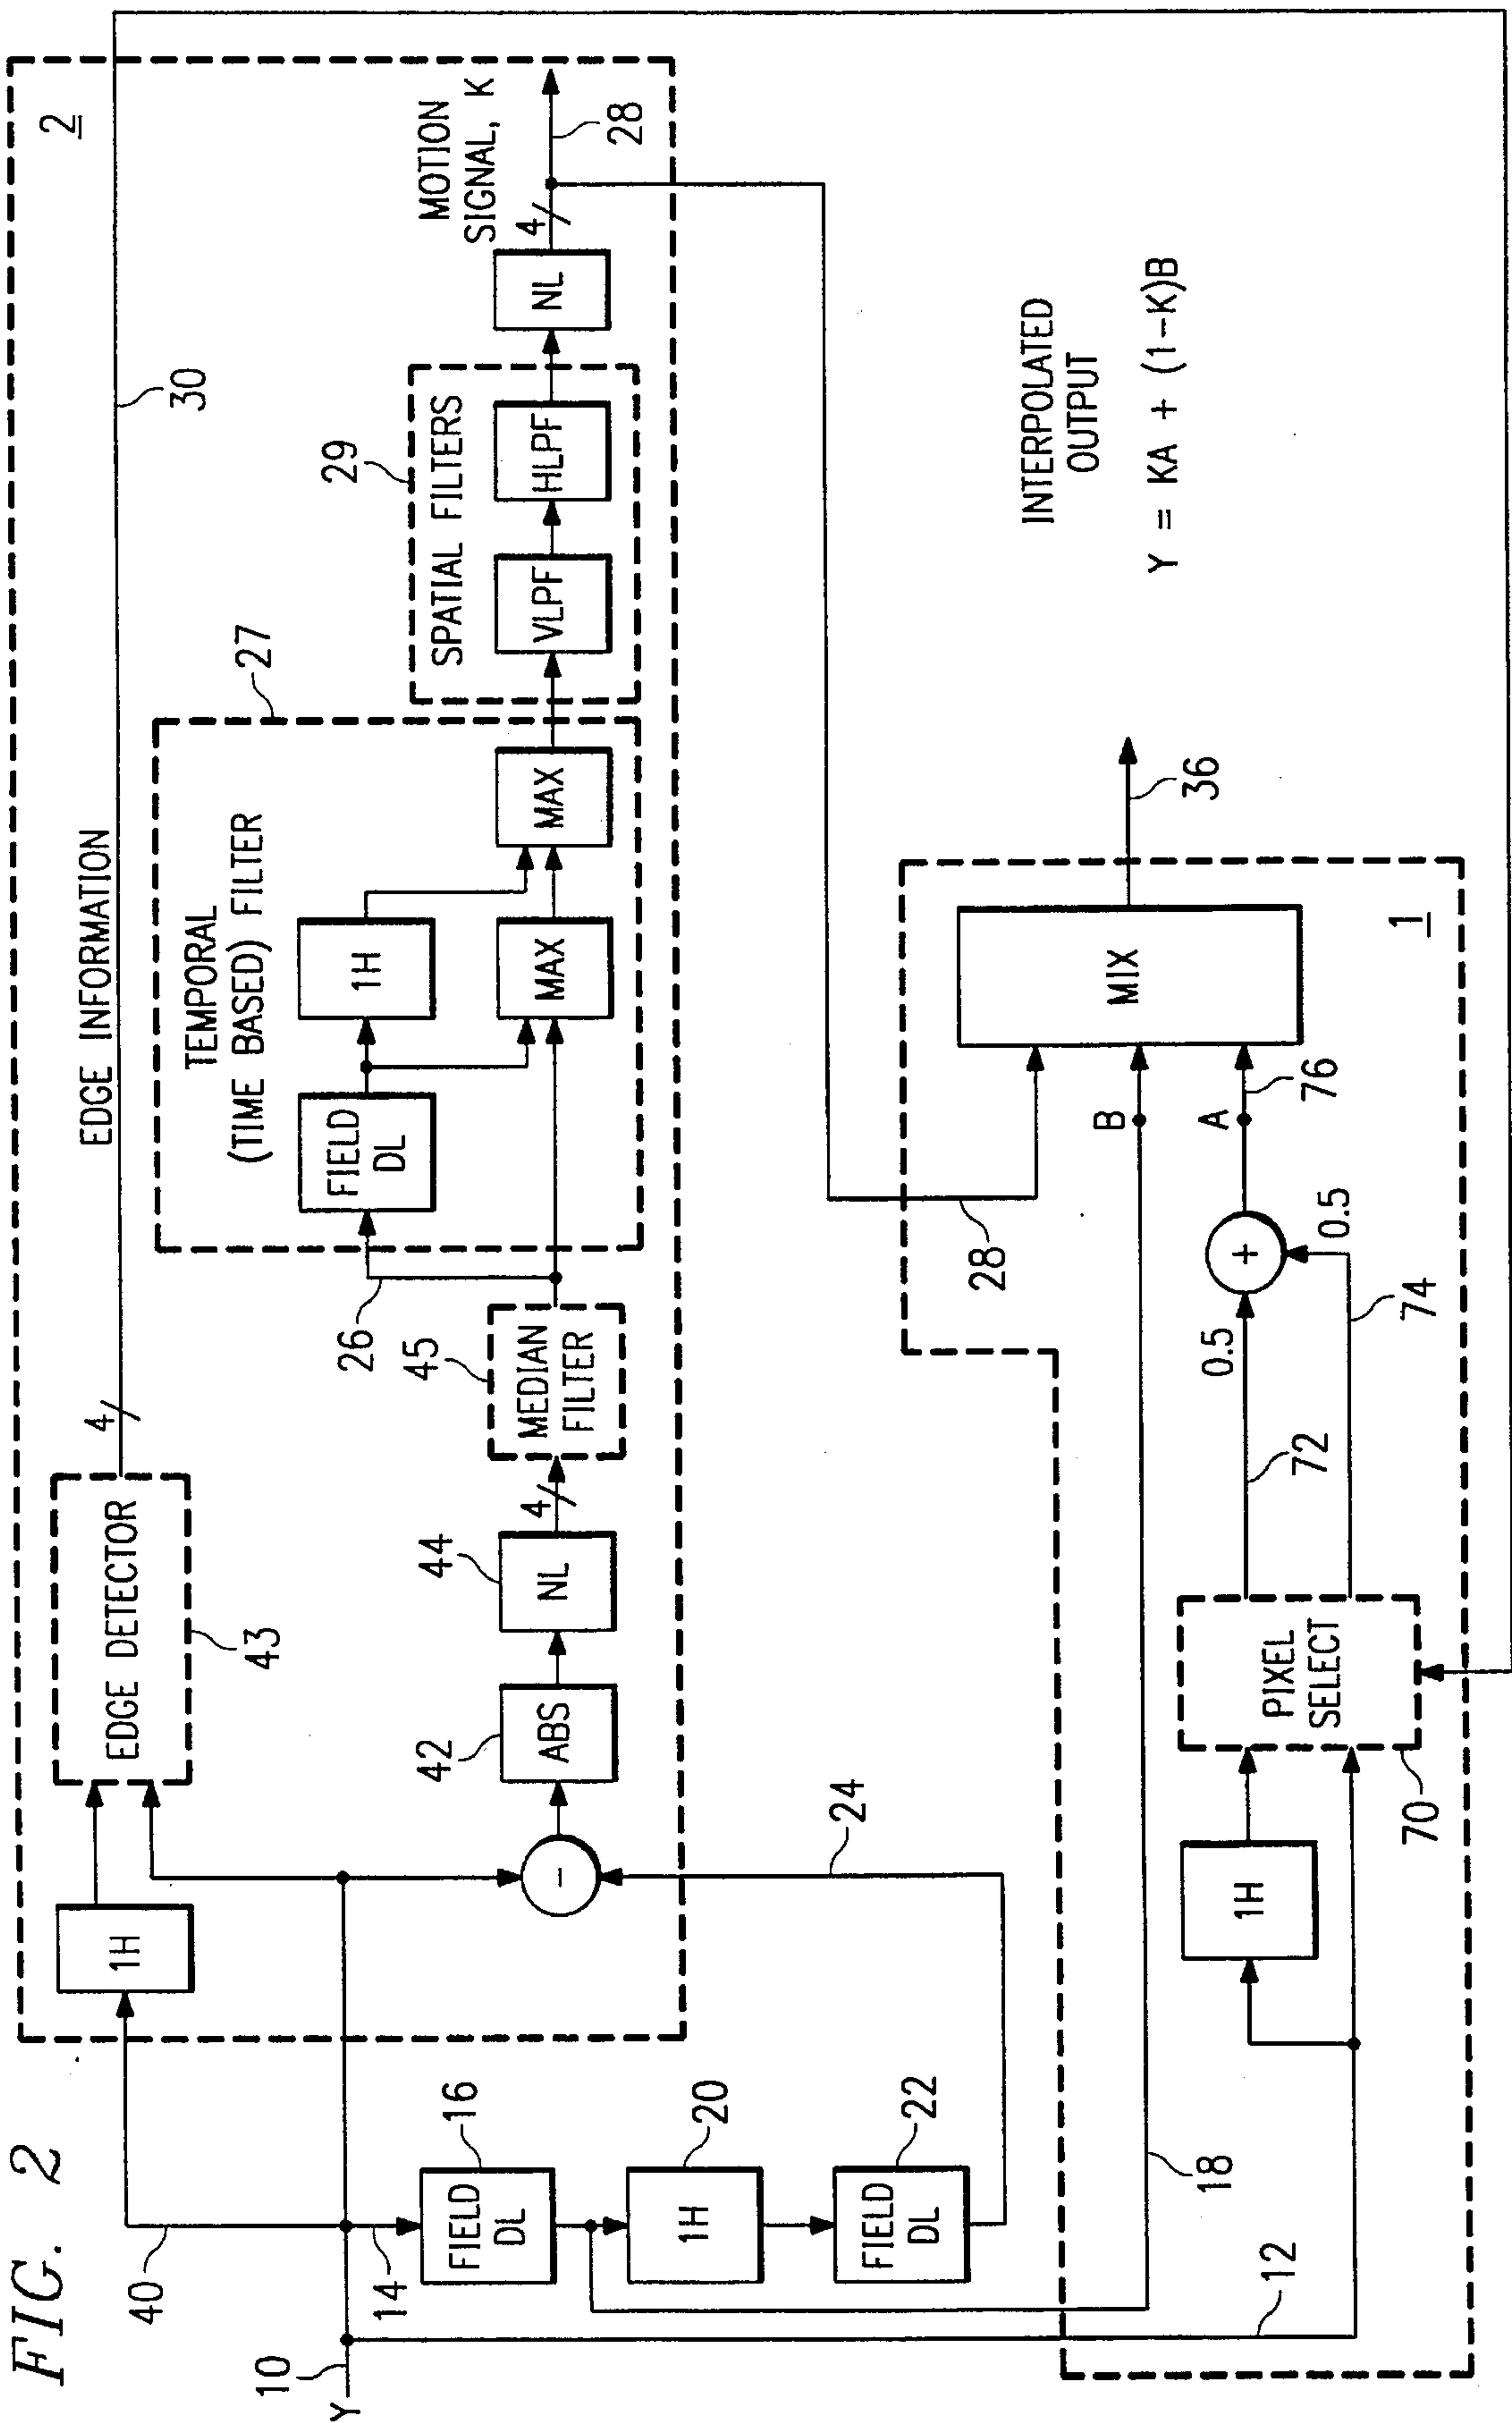 FIG. 2
2
EDGE INFORMATION
30
4
EDGE DETECTOR
43
1H
40
TEMPORAL
(TIME BASED) FILTER
27
FIELD
DL
1H
MAX
MAX
26
SPATIAL FILTERS
29
VLPF
HLPF
NL
4
MOTION
SIGNAL, K
28
Y
10
14
FIELD
DL
16
1H
20
FIELD
DL
22
24
-
ABS
42
NL
44
4
MEDIAN
FILTER
45
28
MIX
1
B
A
76
36
INTERPOLATED
OUTPUT
Y = KA + (1-K)B
18
12
1H
PIXEL
SELECT
70
72
0.5
+
0.5
74